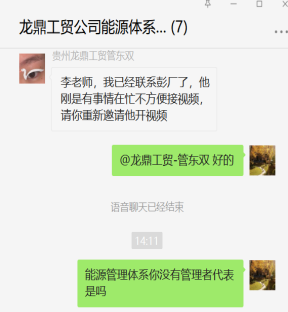 龙鼎工贸公司能源体系... (7)
贵州龙鼎工贸管东双
李老师，我已经联系彭厂了，他
刚是有事情在忙不方便接视频，
请你重新邀请他开视频
@龙鼎工贸-管东双 好的
语音聊天已经结束
14:11
能源管理体系你没有管理者代表
是吗